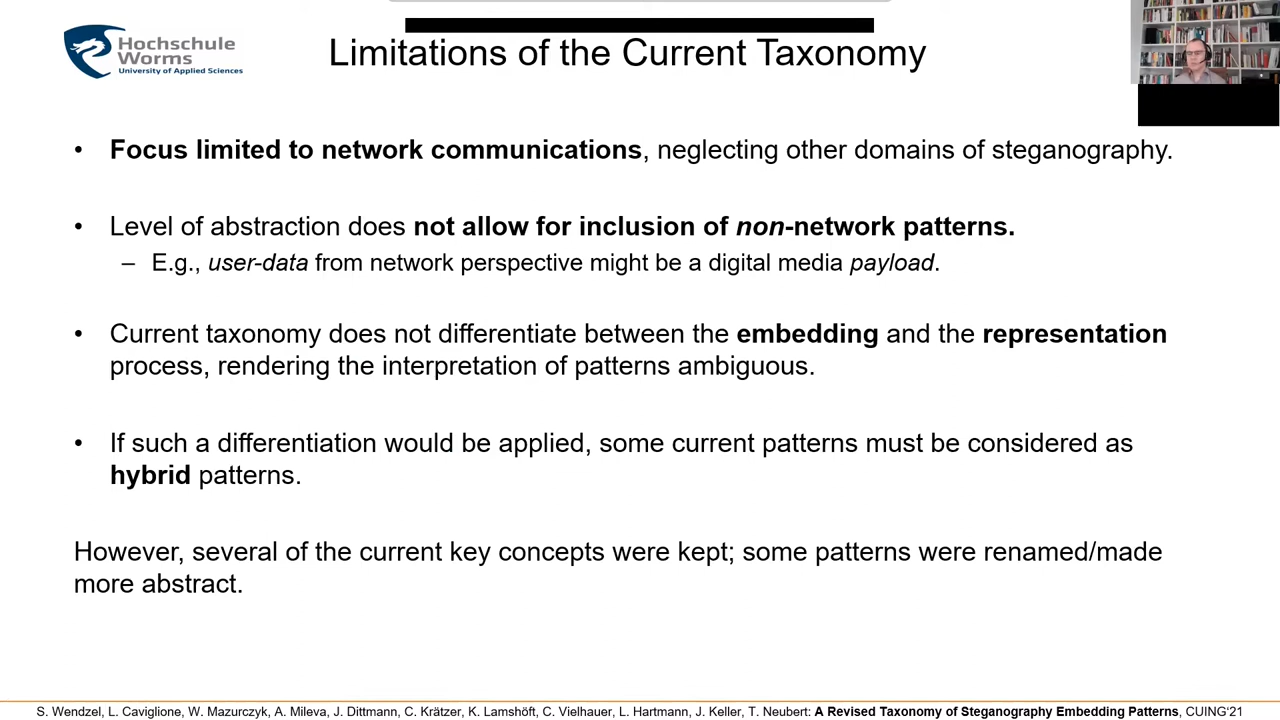 Hochschule
Worms
University of Applied Sciences
Limitations of the Current Taxonomy
• Focus limited to network communications, neglecting other domains of steganography.
• Level of abstraction does not allow for inclusion of non-network patterns.
– E.g., user-data from network perspective might be a digital media payload.
• Current taxonomy does not differentiate between the embedding and the representation
process, rendering the interpretation of patterns ambiguous.
• If such a differentiation would be applied, some current patterns must be considered as
hybrid patterns.
However, several of the current key concepts were kept; some patterns were renamed/made
more abstract.
S. Wendzel, L. Caviglione, W. Mazurczyk, A. Mileva, J. Dittmann, C. Krätzer, K. Lamshöft, C. Vielhauer, L. Hartmann, J. Keller, T. Neubert: A Revised Taxonomy of Steganography Embedding Patterns, CUING'21